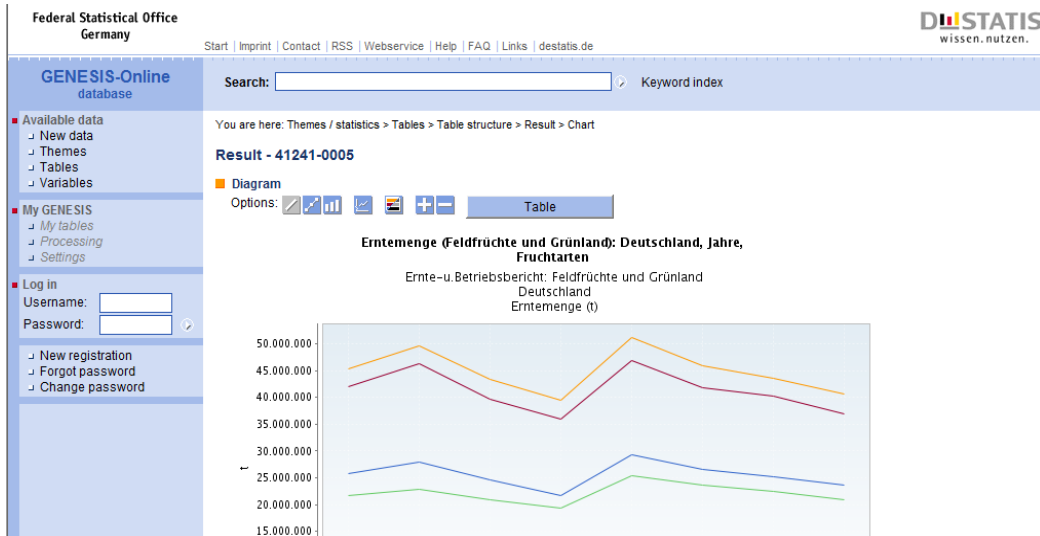 Federal Statistical Office
Germany
Start | Imprint | Contact | RSS | Webservice | Help | FAQ | Links | destatis.de
DESTATIS
wissen.nutzen.
GENESIS-Online
database
Search:
Keyword index
Available data
New data
Themes
Tables
Variables
My GENESIS
My tables
Processing
Settings
Log in
Username:
Password:
New registration
Forgot password
Change password
You are here: Themes / statistics > Tables > Table structure > Result > Chart
Result - 41241-0005
Diagram
Options:
Table
Erntemenge (Feldfrüchte und Grünland): Deutschland, Jahre,
Fruchtarten
Ernte-u.Betriebsbericht: Feldfrüchte und Grünland
Deutschland
Erntemenge (t)
50.000.000
45.000.000
40.000.000
35.000.000
30.000.000
25.000.000
20.000.000
15.000.000
t